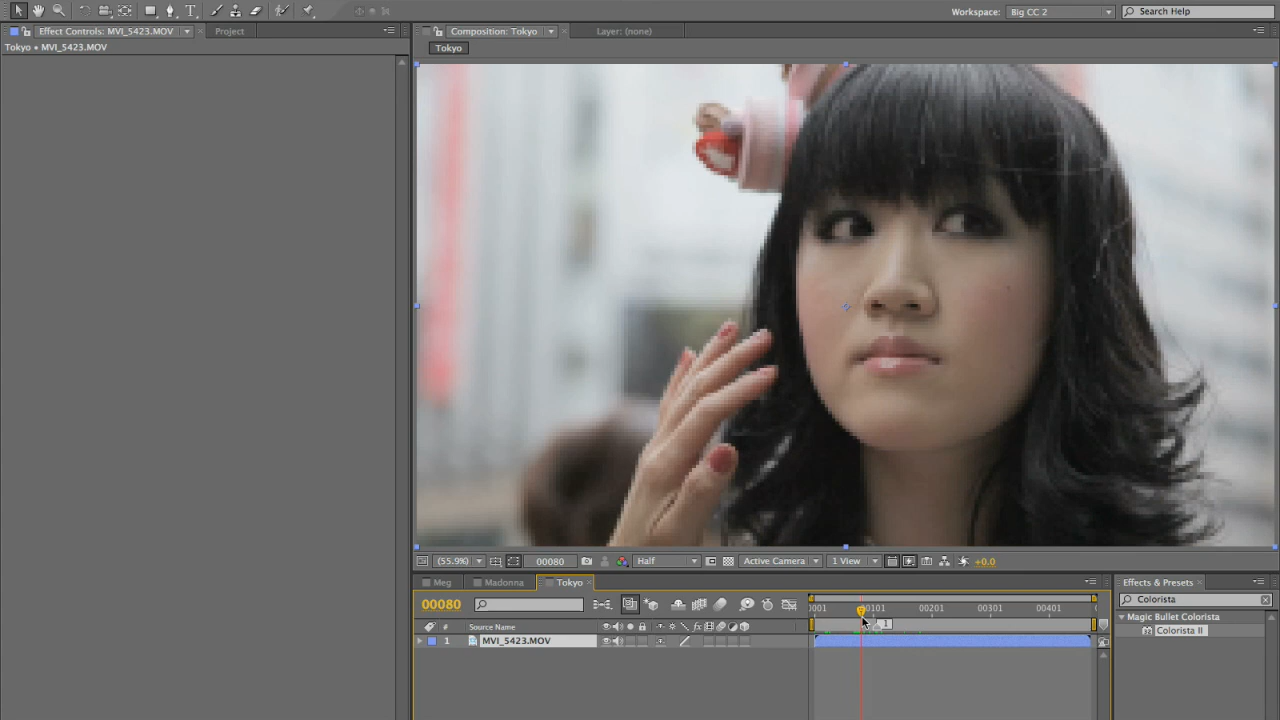 Workspace: Big CC 2 Search Help
Effect Controls: MVI_5423.MOV Project Composition: Tokyo Layer: (none)
Tokyo • MVI_5423.MOV Tokyo
(55.9%) 00080 Half Active Camera 1 View +0.0
Meg Madonna Tokyo Effects & Presets
00080 0001 00101 00201 00301 00401 Colorista
1
# Source Name Magic Bullet Colorista
1 MVI_5423.MOV Colorista II